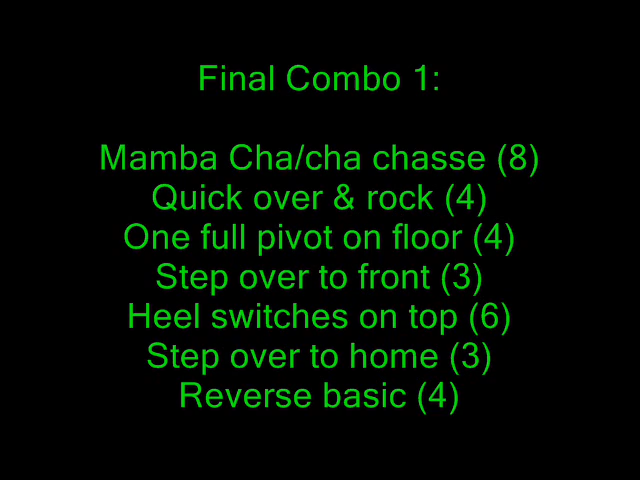 Final Combo 1:
Mamba Cha/cha chasse (8)
Quick over & rock (4)
One full pivot on floor (4)
Step over to front (3)
Heel switches on top (6)
Step over to home (3)
Reverse basic (4)